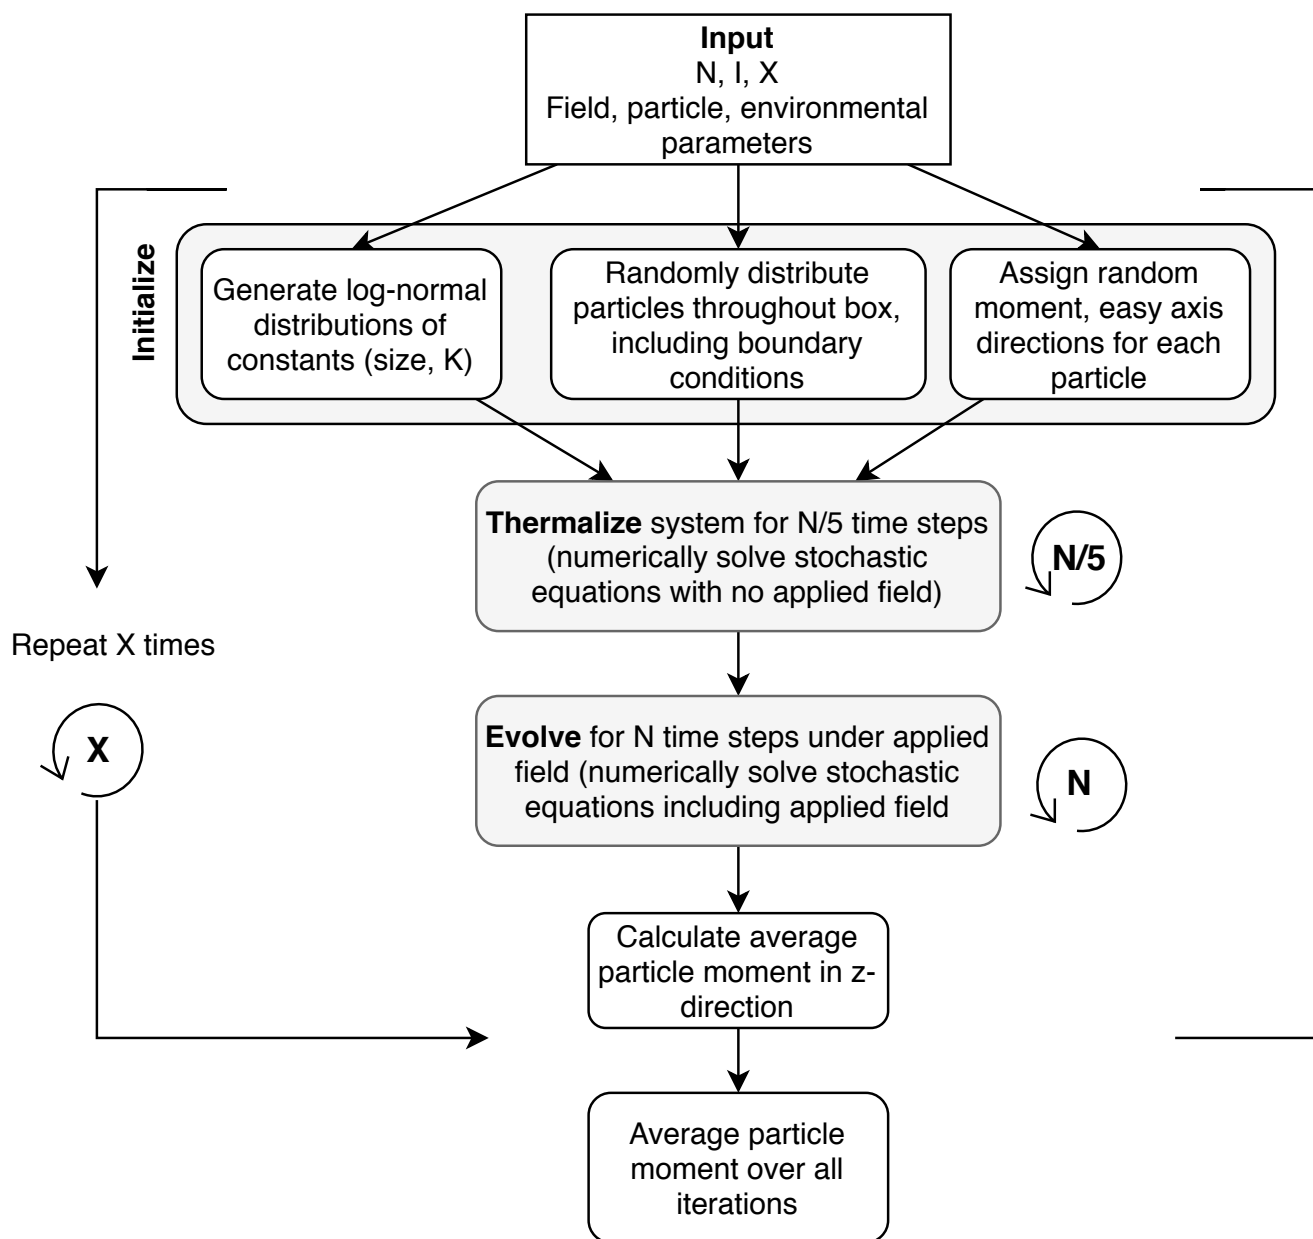 Input
N, I, X
Field, particle, environmental
parameters
Initialize
Generate log-normal
distributions of
constants (size, K)
Randomly distribute
particles throughout box,
including boundary
conditions
Assign random
moment, easy axis
directions for each
particle
Thermalize system for N/5 time steps
(numerically solve stochastic
equations with no applied field)
N/5
Repeat X times
X
Evolve for N time steps under applied
field (numerically solve stochastic
equations including applied field
N
Calculate average
particle moment in z-
direction
Average particle
moment over all
iterations